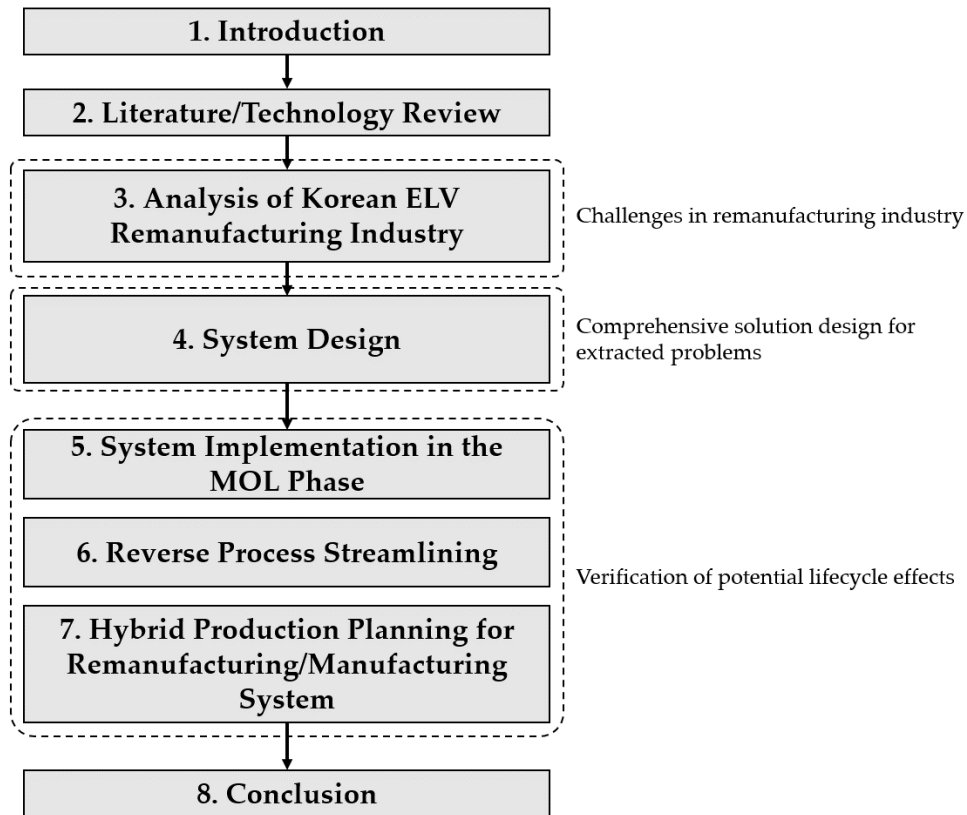 1. Introduction
2. Literature/Technology Review
3. Analysis of Korean ELV
Remanufacturing Industry
Challenges in remanufacturing industry
4. System Design
Comprehensive solution design for
extracted problems
5. System Implementation in the
MOL Phase
6. Reverse Process Streamlining
Verification of potential lifecycle effects
7. Hybrid Production Planning for
Remanufacturing/Manufacturing
System
8. Conclusion